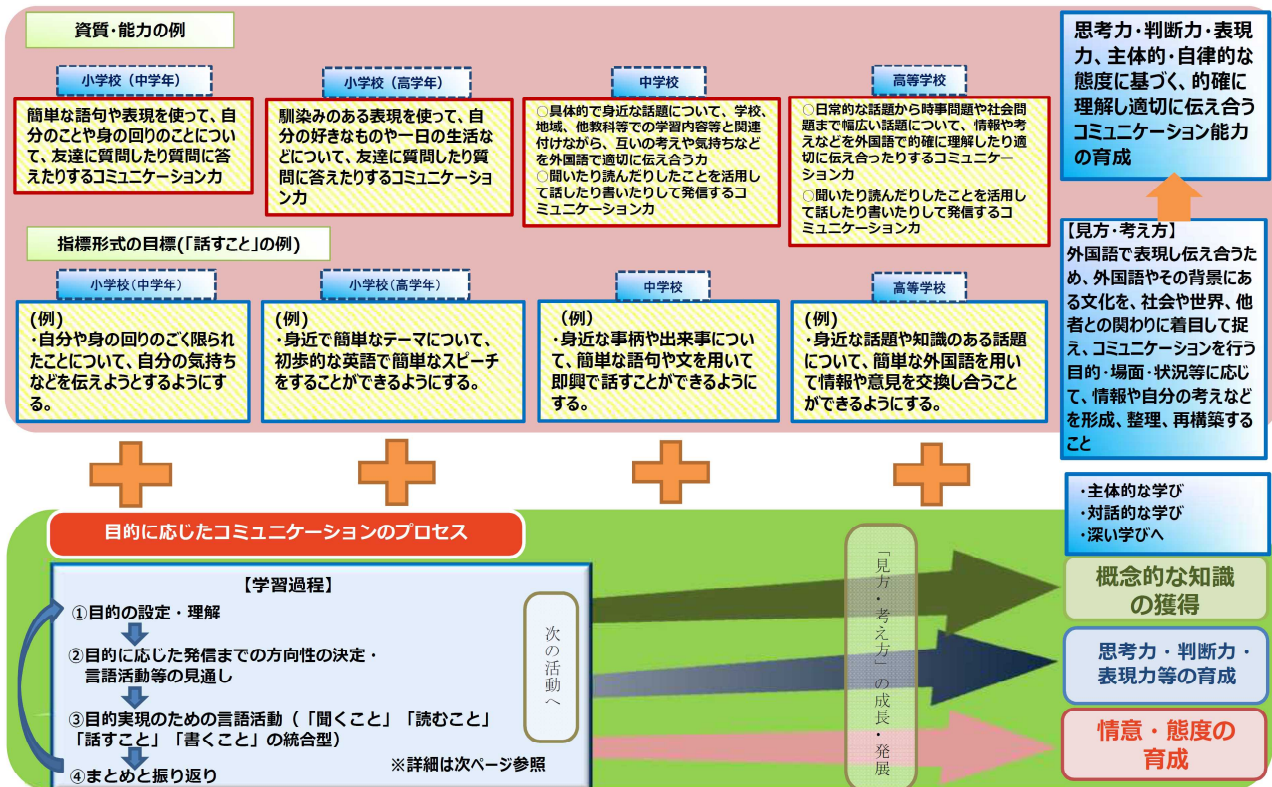 資質・能力の例
小学校（中学年）
簡単な語句や表現を使って、自
分のことや身の回りのことについ
て、友達に質問したり質問に答
えたりするコミュニケーション力
小学校（高学年）
馴染みのある表現を使って、自
分の好きなものや一日の生活な
どについて、友達に質問したり質
問に答えたりするコミュニケーショ
ン力
中学校
○具体的で身近な話題について、学校、
地域、他教科等での学習内容等と関連
付けながら、互いの考えや気持ちなど
を外国語で適切に伝え合う力
○聞いたり読んだりしたことを活用し
て話したり書いたりして発信するコ
ミュニケーション力
高等学校
○日常的な話題から時事問題や社会問
題まで幅広い話題について、情報や考
えなどを外国語で的確に理解したり適
切に伝え合ったりするコミュニケー
ション力
○聞いたり読んだりしたことを活用し
て話したり書いたりして発信するコ
ミュニケーション力
思考力・判断力・表現
力、主体的・自律的な
態度に基づく、的確に
理解し適切に伝え合う
コミュニケーション能力
の育成
指標形式の目標(「話すこと」の例)
小学校（中学年）
(例)
・自分や身の回りのごく限られ
たことについて、自分の気持ち
などを伝えようとするようにす
る。
小学校（高学年）
(例)
・身近で簡単なテーマについて、
初歩的な英語で簡単なスピーチ
をすることができるようにする。
中学校
（例）
・身近な事柄や出来事につい
て、簡単な語句や文を用いて
即興で話すことができるように
する。
高等学校
(例)
・身近な話題や知識のある話題
について、簡単な外国語を用い
て情報や意見を交換し合うこと
ができるようにする。
【見方・考え方】
外国語で表現し伝え合うた
め、外国語やその背景にあ
る文化を、社会や世界、他
者との関わりに着目して捉
え、コミュニケーションを行う
目的・場面・状況等に応じ
て、情報や自分の考えなど
を形成、整理、再構築する
こと
・主体的な学び
・対話的な学び
・深い学びへ
目的に応じたコミュニケーションのプロセス
【学習過程】
①目的の設定・理解
②目的に応じた発信までの方向性の決定・
言語活動等の見通し
③目的実現のための言語活動（「聞くこと」「読むこと」
「話すこと」「書くこと」の統合型）
④まとめと振り返り
※詳細は次ページ参照
次の活動へ
「見方・考え方」の成長・発展
概念的な知識
の獲得
思考力・判断力・
表現力等の育成
情意・態度の
育成